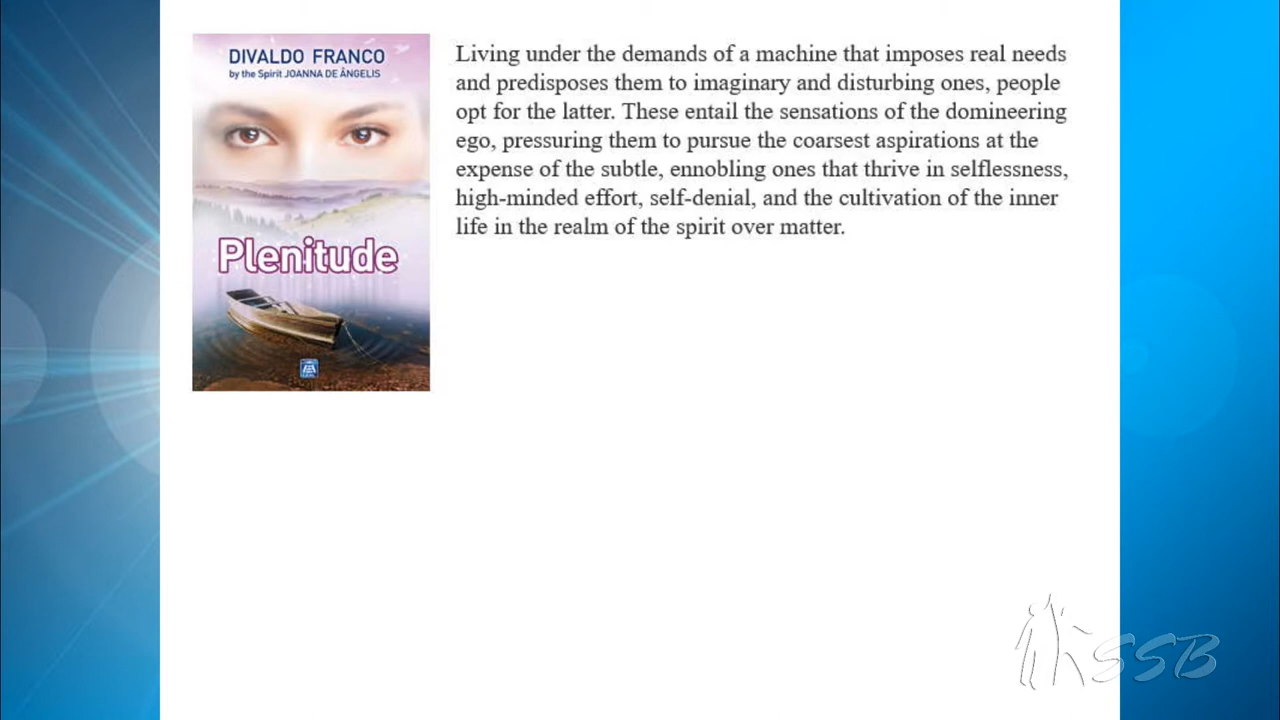 DIVALDO FRANCO
by the Spirit JOANNA DE ÂNGELIS
Plenitude
Living under the demands of a machine that imposes real needs
and predisposes them to imaginary and disturbing ones, people
opt for the latter. These entail the sensations of the domineering
ego, pressuring them to pursue the coarsest aspirations at the
expense of the subtle, ennobling ones that thrive in selflessness,
high-minded effort, self-denial, and the cultivation of the inner
life in the realm of the spirit over matter.
SSB